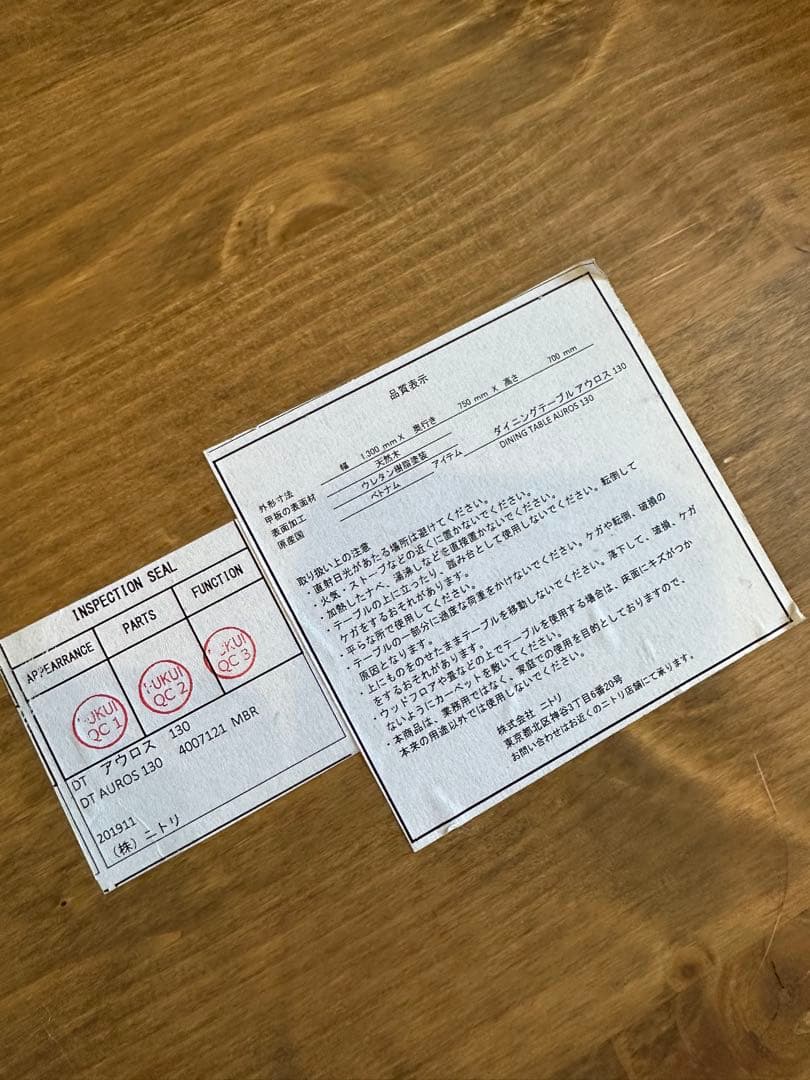 品質表示
外形寸法 幅 1,300 mm X 奥行き 750 mm X 高さ 700 mm
甲板の表面材 天然木
表面加工 ウレタン樹脂塗装
原産国 ベトナム アイテム ダイニングテーブル アウロス 130
DINING TABLE AUROS 130
取り扱い上の注意
・直射日光があたる場所は避けてください。
・火気・ストーブなどの近くに置かないでください。
・加熱したナベ、湯沸しなどを直接置かないでください。
・テーブルの上に立ったり、踏み台として使用しないでください。転倒して
ケガをするおそれがあります。
・平らな所で使用してください。
・テーブルの一部分に過度な荷重をかけないでください。ケガや転倒、破損の
原因となります。
・上にものをのせたままテーブルを移動しないでください。落下して、破損、ケガ
をするおそれがあります。
・ウッドフロアや畳などの上でテーブルを使用する場合は、床面にキズがつか
ないようにカーペットを敷いてください。
・本商品は、業務用ではなく、家庭での使用を目的としておりますので、
本来の用途以外では使用しないでください。
株式会社 ニトリ
東京都北区神谷3丁目6番20号
お問い合わせはお近くのニトリ店舗にて承ります。
INSPECTION SEAL
APPEARRANCE PARTS FUNCTION
UKUI QC 1
UKUI QC 2
UKUI QC 3
DT アウロス 130
DT AUROS 130 4007121 MBR
201911
(株) ニトリ